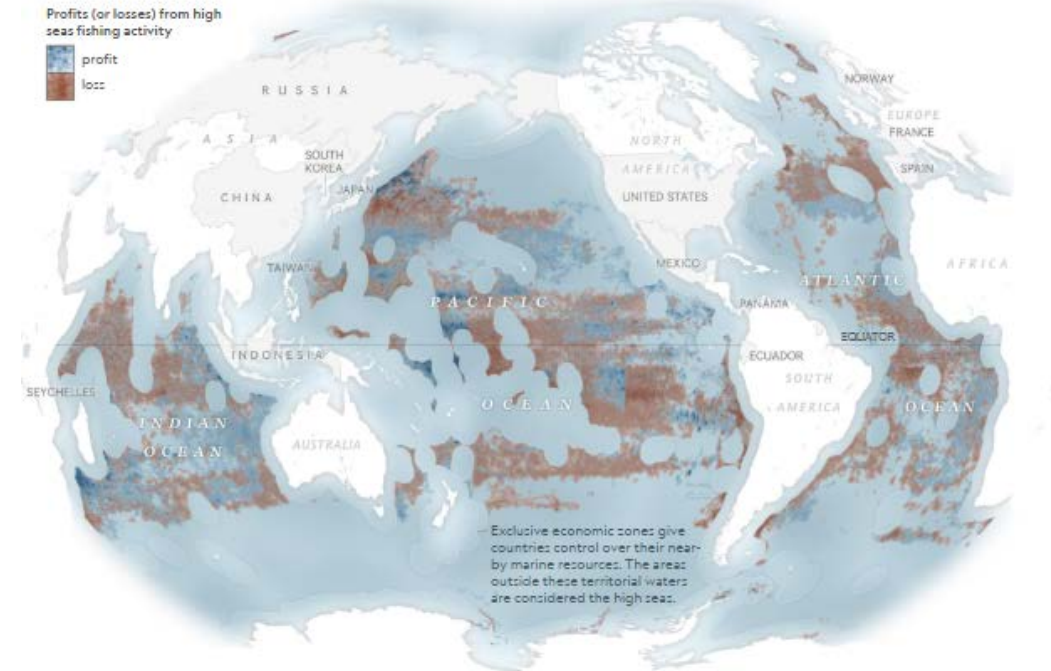 Profits (or losses) from high
seas fishing activity
profit
loss
NORWAY
RUSSIA
EUROPE
FRANCE
ASIA
NORTH
SOUTH
KOREA
AMERICA
SPAIN
JAPAN
CHINA
UNITED STATES
TAIWAN
MEXICO
AFRICA
ATLANTIC
PACIFIC
PANAMA
EQUATOR
INDONESIA
ECUADOR
SOUTH
SEYCHELLES
OCEAN
AMERICA
OCEAN
INDIAN
AUSTRALIA
OCEAN
Exclusive economic zones give
countries control over their near-
by marine resources. The areas
outside these territorial waters
are considered the high seas.